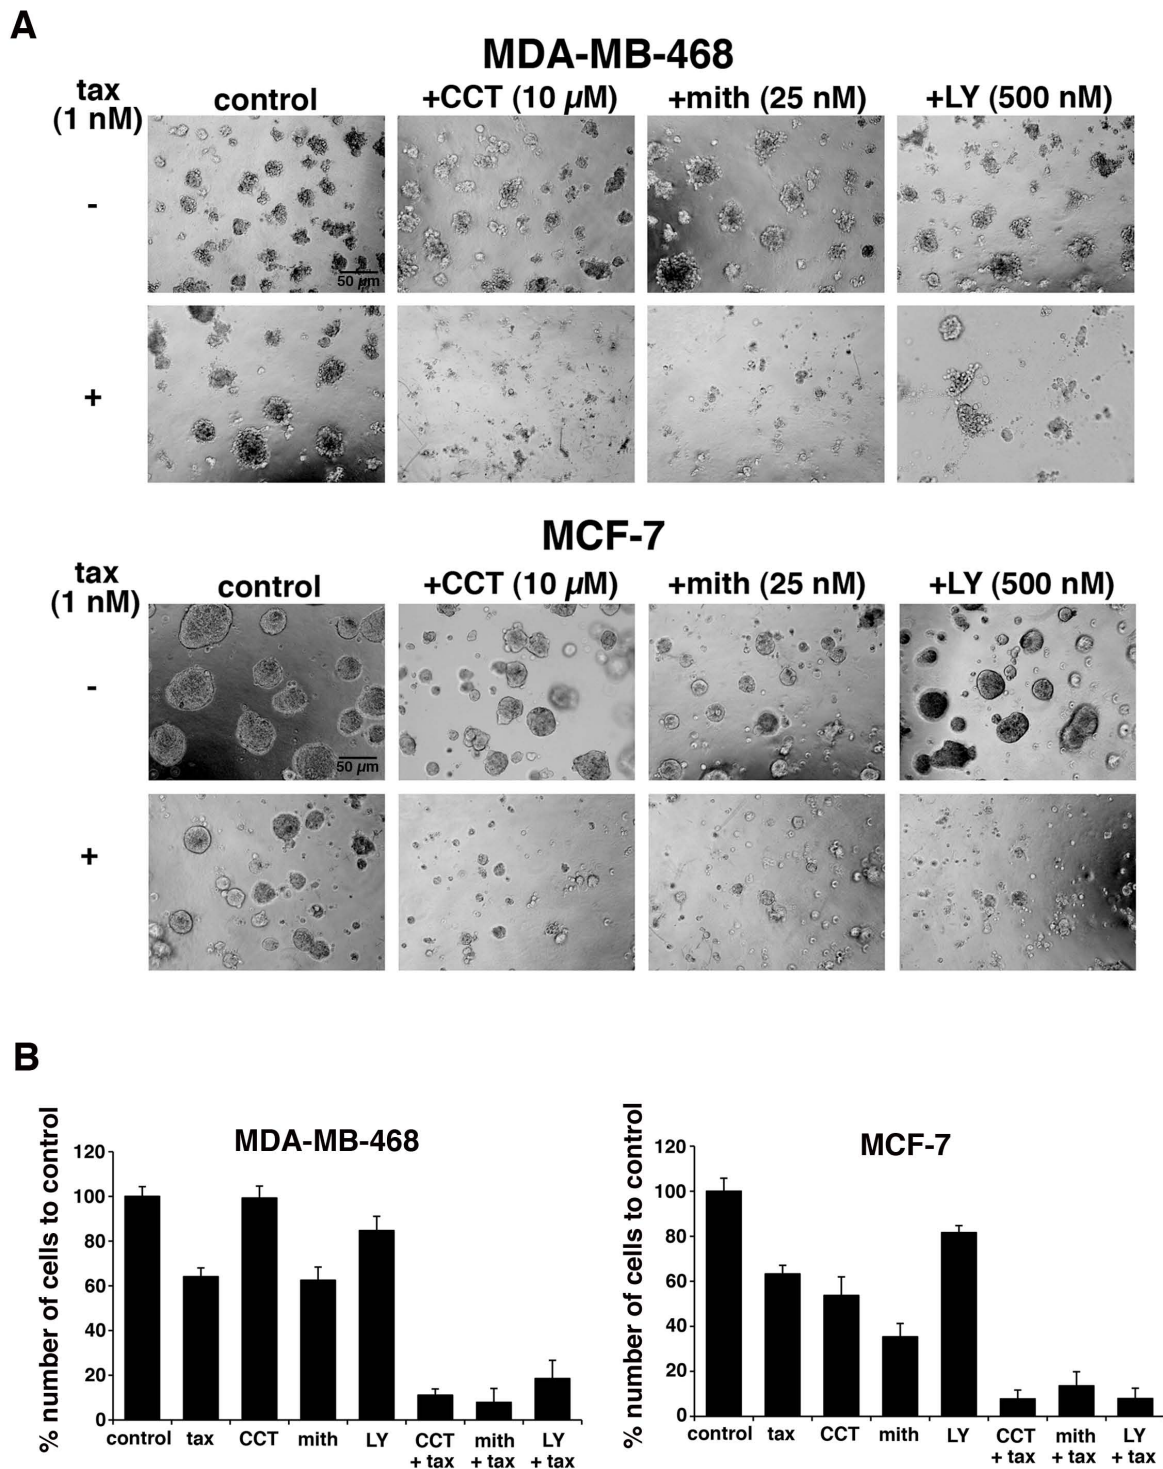 A
MDA-MB-468
tax
(1 nM)
control
+CCT (10 µM)
+mith (25 nM)
+LY (500 nM)
-
50 µm
+
MCF-7
tax
(1 nM)
control
+CCT (10 µM)
+mith (25 nM)
+LY (500 nM)
-
50 µm
+
B
MDA-MB-468
% number of cells to control
120
100
80
60
40
20
0
control
tax
CCT
mith
LY
CCT
+ tax
mith
+ tax
LY
+ tax
MCF-7
% number of cells to control
120
100
80
60
40
20
0
control
tax
CCT
mith
LY
CCT
+ tax
mith
+ tax
LY
+ tax